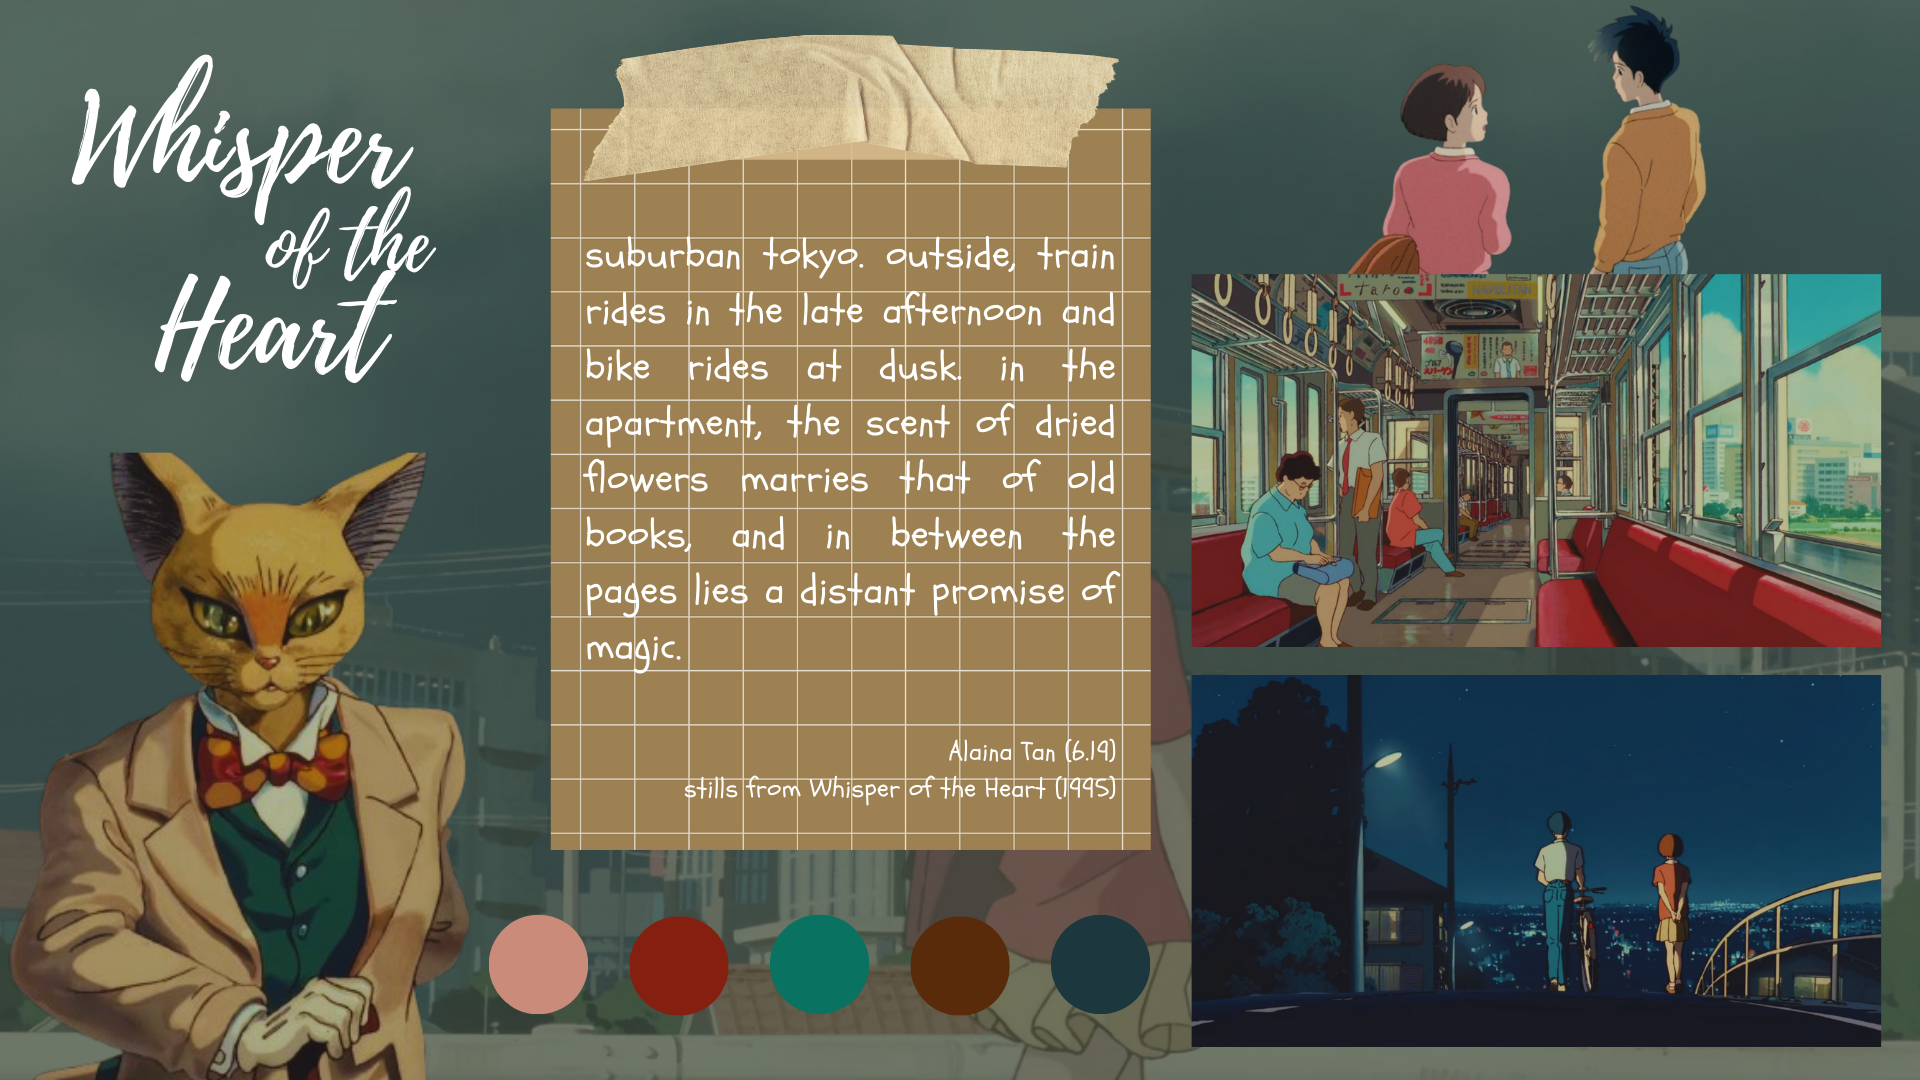 Whisper
of the
Heart
suburban tokyo. outside, train
rides in the late afternoon and
bike rides at dusk. in the
apartment, the scent of dried
flowers marries that of old
books, and in between the
pages lies a distant promise of
magic.
Alaina Tan (6.19)
stills from Whisper of the Heart (1995)
taro
NAPOLITAN